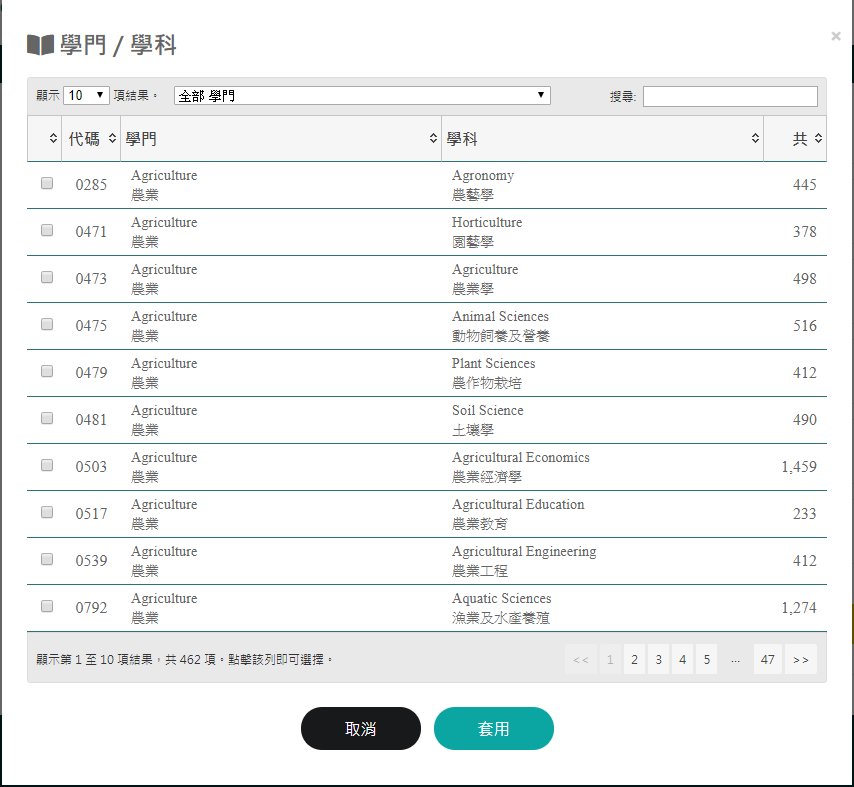 學門 / 學科
×
顯示 10 項結果。 全部 學門 搜尋:
代碼 學門 學科 共
0285 Agriculture Agronomy 445
農業 農藝學
0471 Agriculture Horticulture 378
農業 園藝學
0473 Agriculture Agriculture 498
農業 農業學
0475 Agriculture Animal Sciences 516
農業 動物飼養及營養
0479 Agriculture Plant Sciences 412
農業 農作物栽培
0481 Agriculture Soil Science 490
農業 土壤學
0503 Agriculture Agricultural Economics 1,459
農業 農業經濟學
0517 Agriculture Agricultural Education 233
農業 農業教育
0539 Agriculture Agricultural Engineering 412
農業 農業工程
0792 Agriculture Aquatic Sciences 1,274
農業 漁業及水產養殖
顯示第 1 至 10 項結果，共 462 項。點擊該列即可選擇。 << 1 2 3 4 5 ... 47 >>
取消 套用